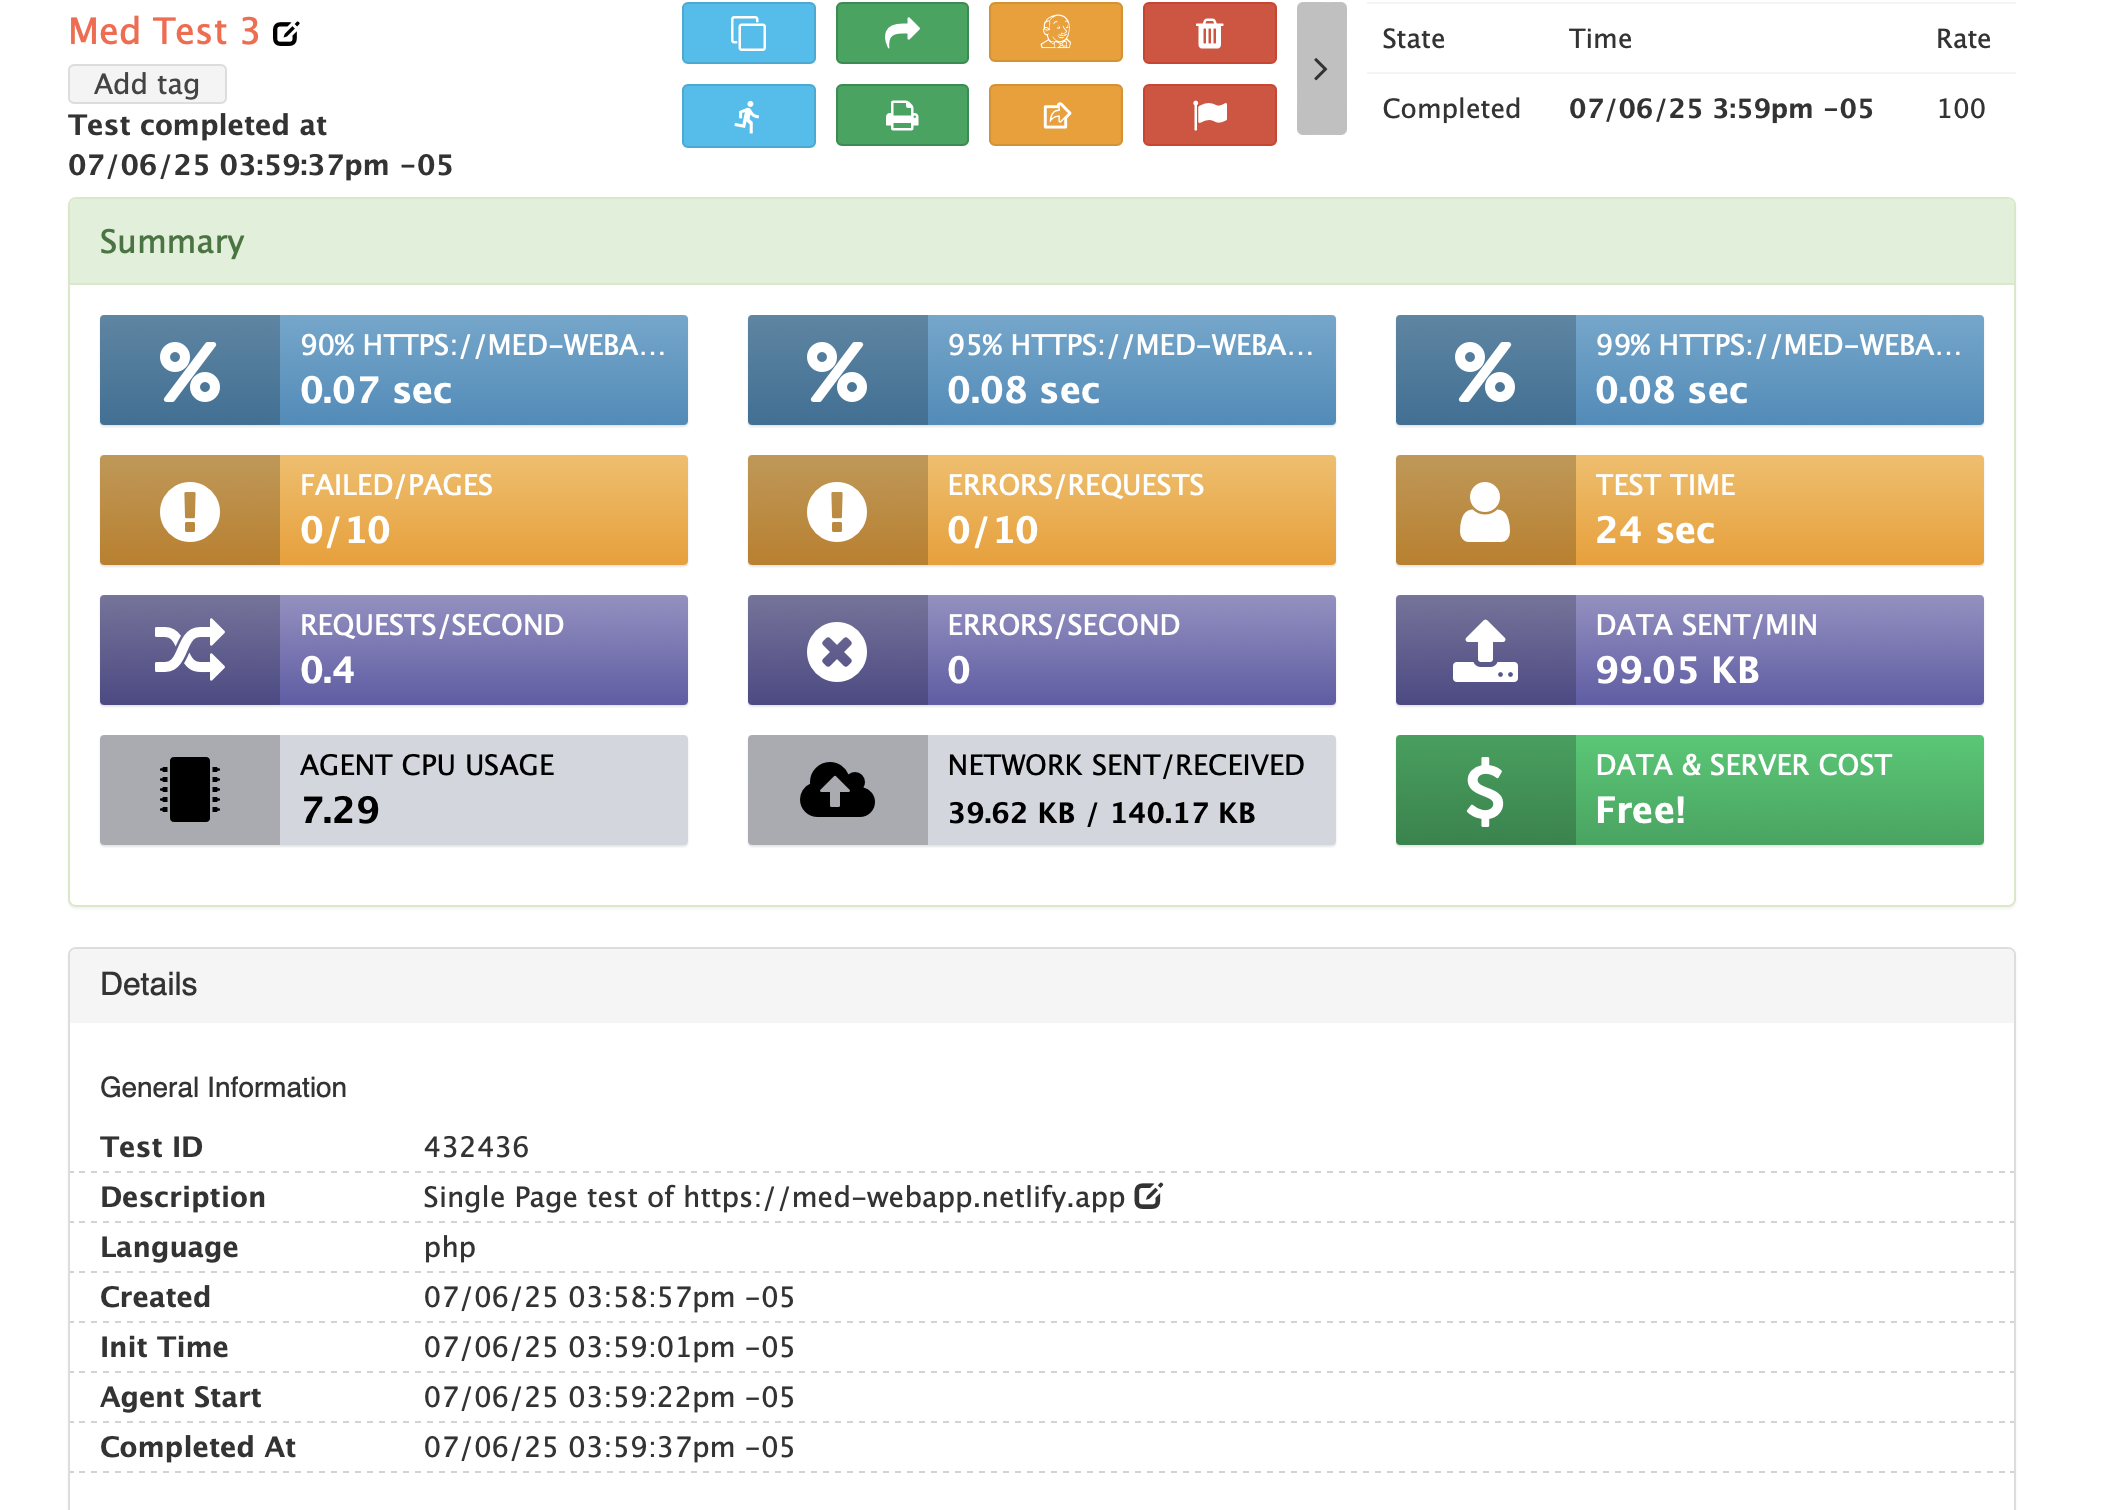 Med Test 3
Add tag
Test completed at
07/06/25 03:59:37pm -05
State Time Rate
Completed 07/06/25 3:59pm -05 100
Summary
90% HTTPS://MED-WEBA...
0.07 sec
95% HTTPS://MED-WEBA...
0.08 sec
99% HTTPS://MED-WEBA...
0.08 sec
FAILED/PAGES
0/10
ERRORS/REQUESTS
0/10
TEST TIME
24 sec
REQUESTS/SECOND
0.4
ERRORS/SECOND
0
DATA SENT/MIN
99.05 KB
AGENT CPU USAGE
7.29
NETWORK SENT/RECEIVED
39.62 KB / 140.17 KB
DATA & SERVER COST
Free!
Details
General Information
Test ID 432436
Description Single Page test of https://med-webapp.netlify.app
Language php
Created 07/06/25 03:58:57pm -05
Init Time 07/06/25 03:59:01pm -05
Agent Start 07/06/25 03:59:22pm -05
Completed At 07/06/25 03:59:37pm -05